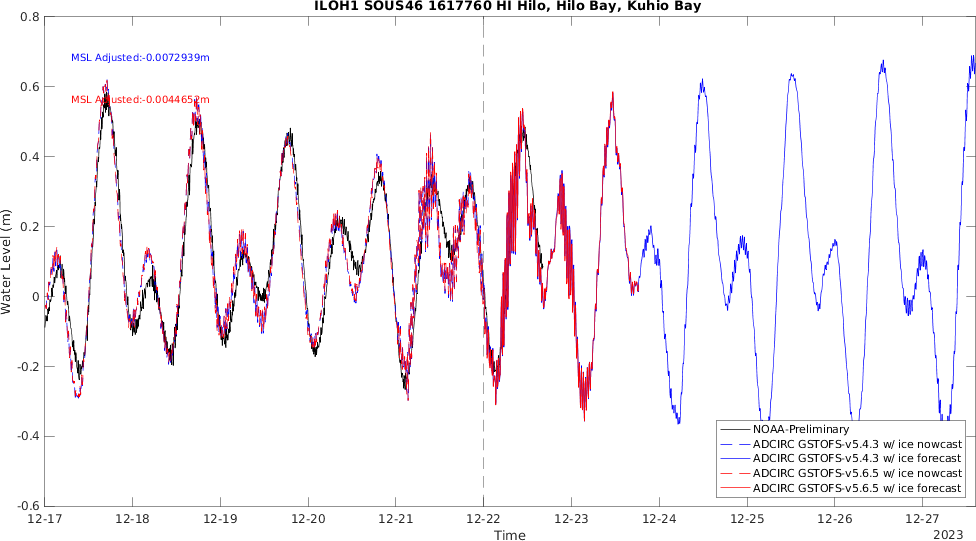 ILOH1 SOUS46 1617760 HI Hilo, Hilo Bay, Kuhio Bay
0.8
MSL Adjusted:-0.0072939m
0.6
MSL Adjusted:-0.0044652m
0.4
0.2
Water Level (m)
0
-0.2
-0.4
NOAA-Preliminary
ADCIRC GSTOFS-v5.4.3 w/ ice nowcast
ADCIRC GSTOFS-v5.4.3 w/ ice forecast
ADCIRC GSTOFS-v5.6.5 w/ ice nowcast
ADCIRC GSTOFS-v5.6.5 w/ ice forecast
-0.6
12-17 12-18 12-19 12-20 12-21 12-22 12-23 12-24 12-25 12-26 12-27
Time
2023